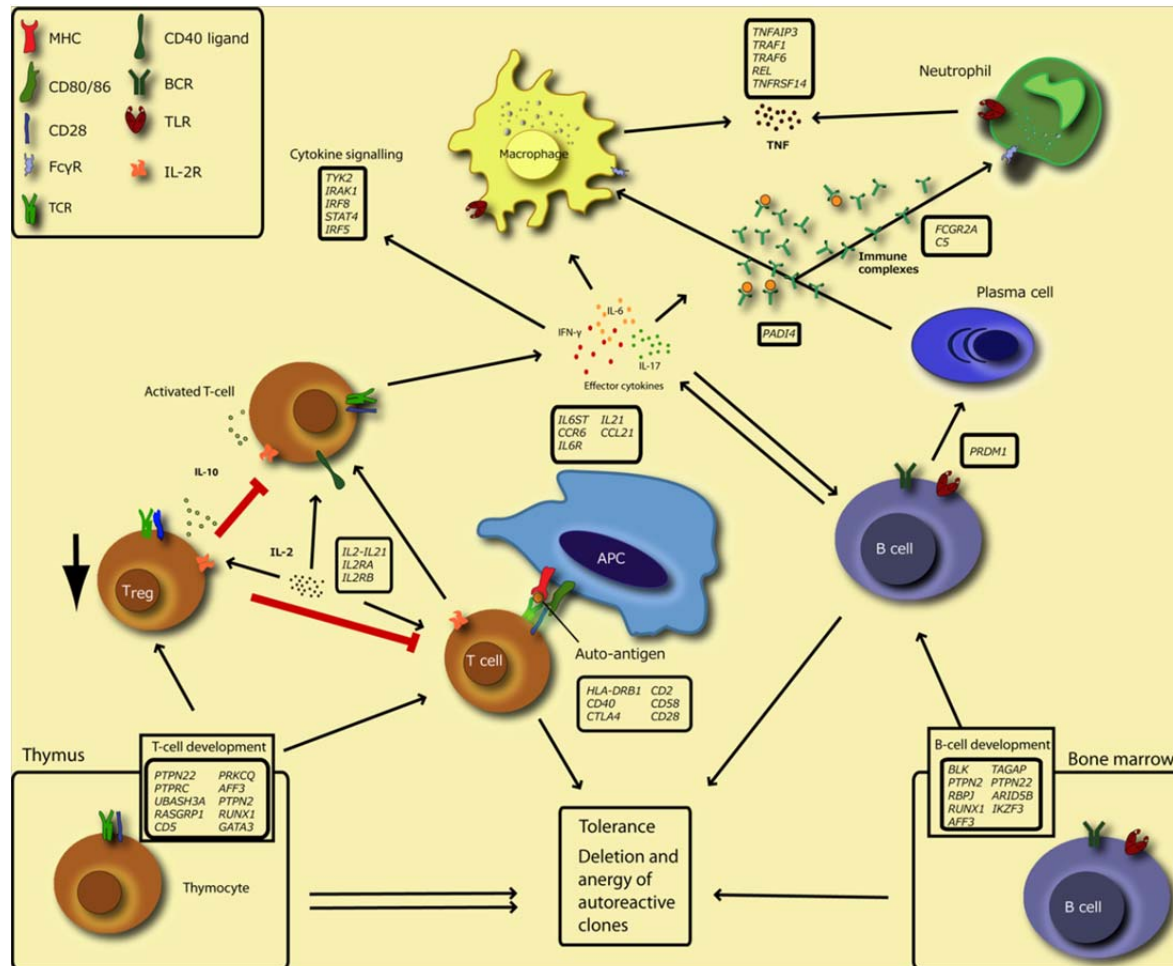 MHC
CD80/86
CD28
FcγR
TCR
CD40 ligand
BCR
TLR
IL-2R
Cytokine signalling
TYK2
IRAK1
IRF8
STAT4
IRF5
Macrophage
TNFAIP3
TRAF1
TRAF6
REL
TNFRSF14
TNF
Neutrophil
FCGR2A
C5
Immune
complexes
PADI4
Plasma cell
PRDM1
IL-6
IFN-γ
IL-17
Effector cytokines
IL6ST IL21
CCR6 CCL21
IL6R
Activated T-cell
IL-10
IL-2
IL2-IL21
IL2RA
IL2RB
Treg
APC
T cell
Auto-antigen
HLA-DRB1 CD2
CD40 CD58
CTLA4 CD28
B cell
Thymus
T-cell development
PTPN22 PRKCQ
PTPRC AFF3
UBASH3A PTPN2
RASGRP1 RUNX1
CD5 GATA3
Thymocyte
Tolerance
Deletion and
anergy of
autoreactive
clones
B-cell development
BLK TAGAP
PTPN2 PTPN22
RBPJ ARID5B
RUNX1 IKZF3
AFF3
Bone marrow
B cell